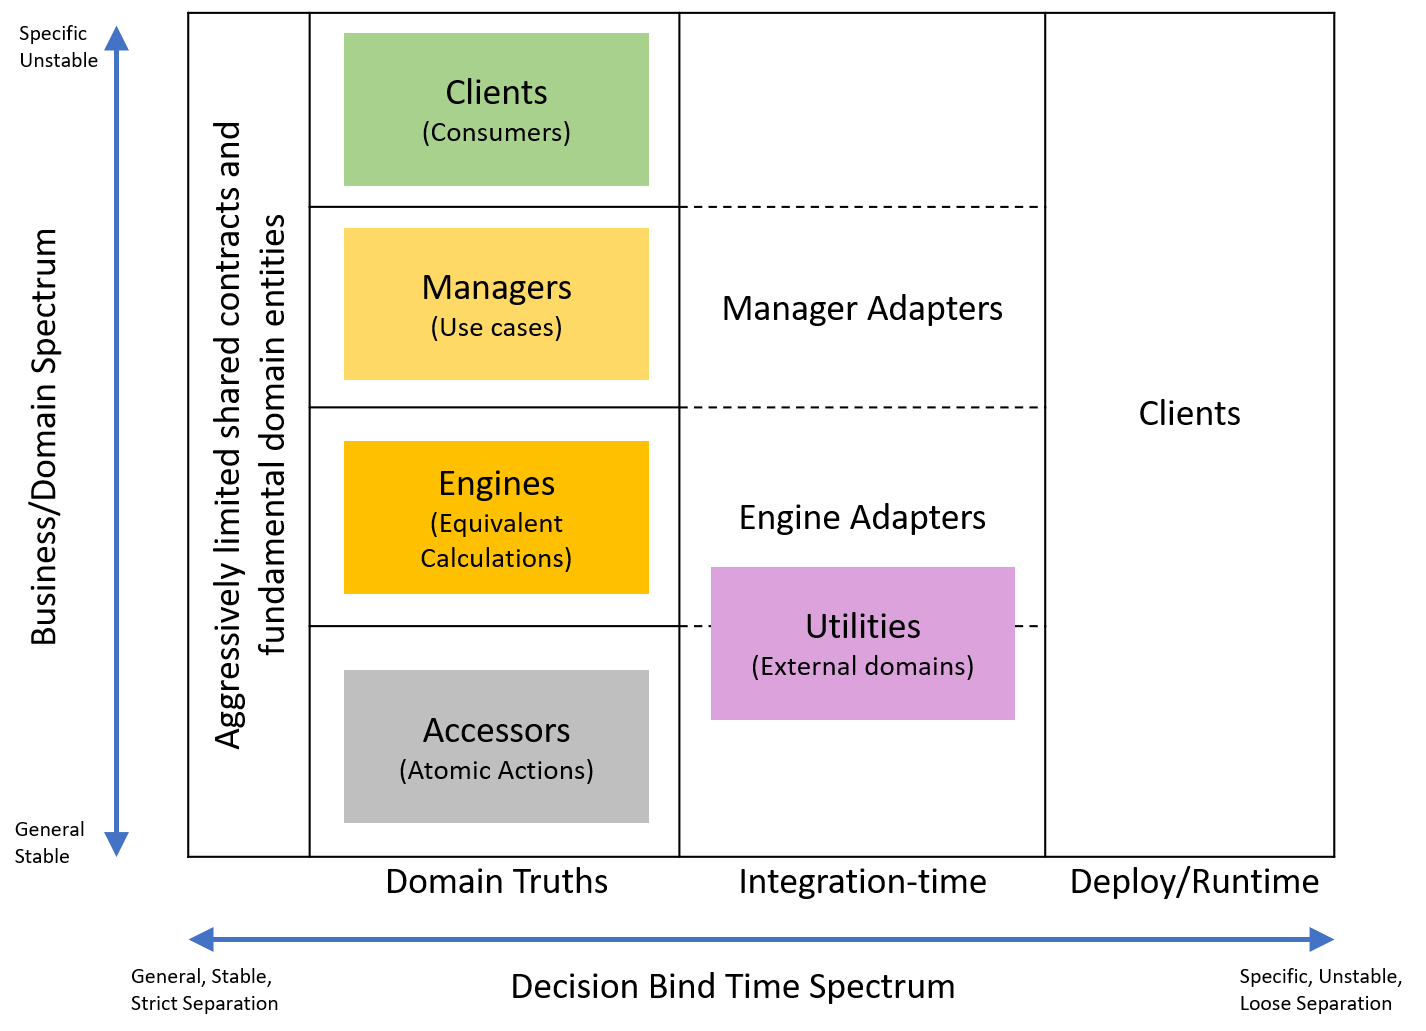 Specific
Unstable
Business/Domain Spectrum
General
Stable
Aggressively limited shared contracts and
fundamental domain entities
Clients
(Consumers)
Managers
(Use cases)
Manager Adapters
Engines
(Equivalent
Calculations)
Engine Adapters
Utilities
(External domains)
Accessors
(Atomic Actions)
Clients
Domain Truths
Integration-time
Deploy/Runtime
General, Stable,
Strict Separation
Decision Bind Time Spectrum
Specific, Unstable,
Loose Separation